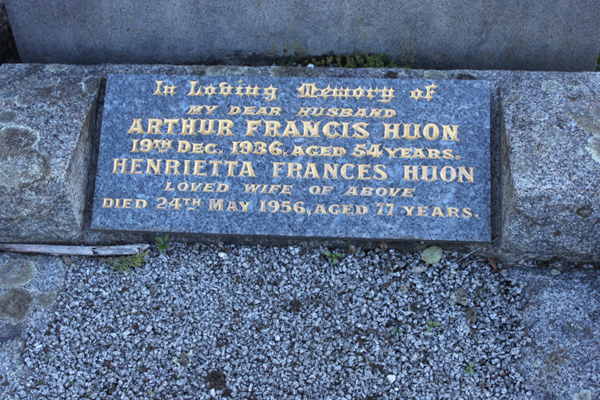 In Loving Memory of
MY DEAR HUSBAND
ARTHUR FRANCIS HUON
19TH DEC. 1936. AGED 54 YEARS.
HENRIETTA FRANCES HUON
LOVED WIFE OF ABOVE
DIED 24TH MAY 1956, AGED 77 YEARS.